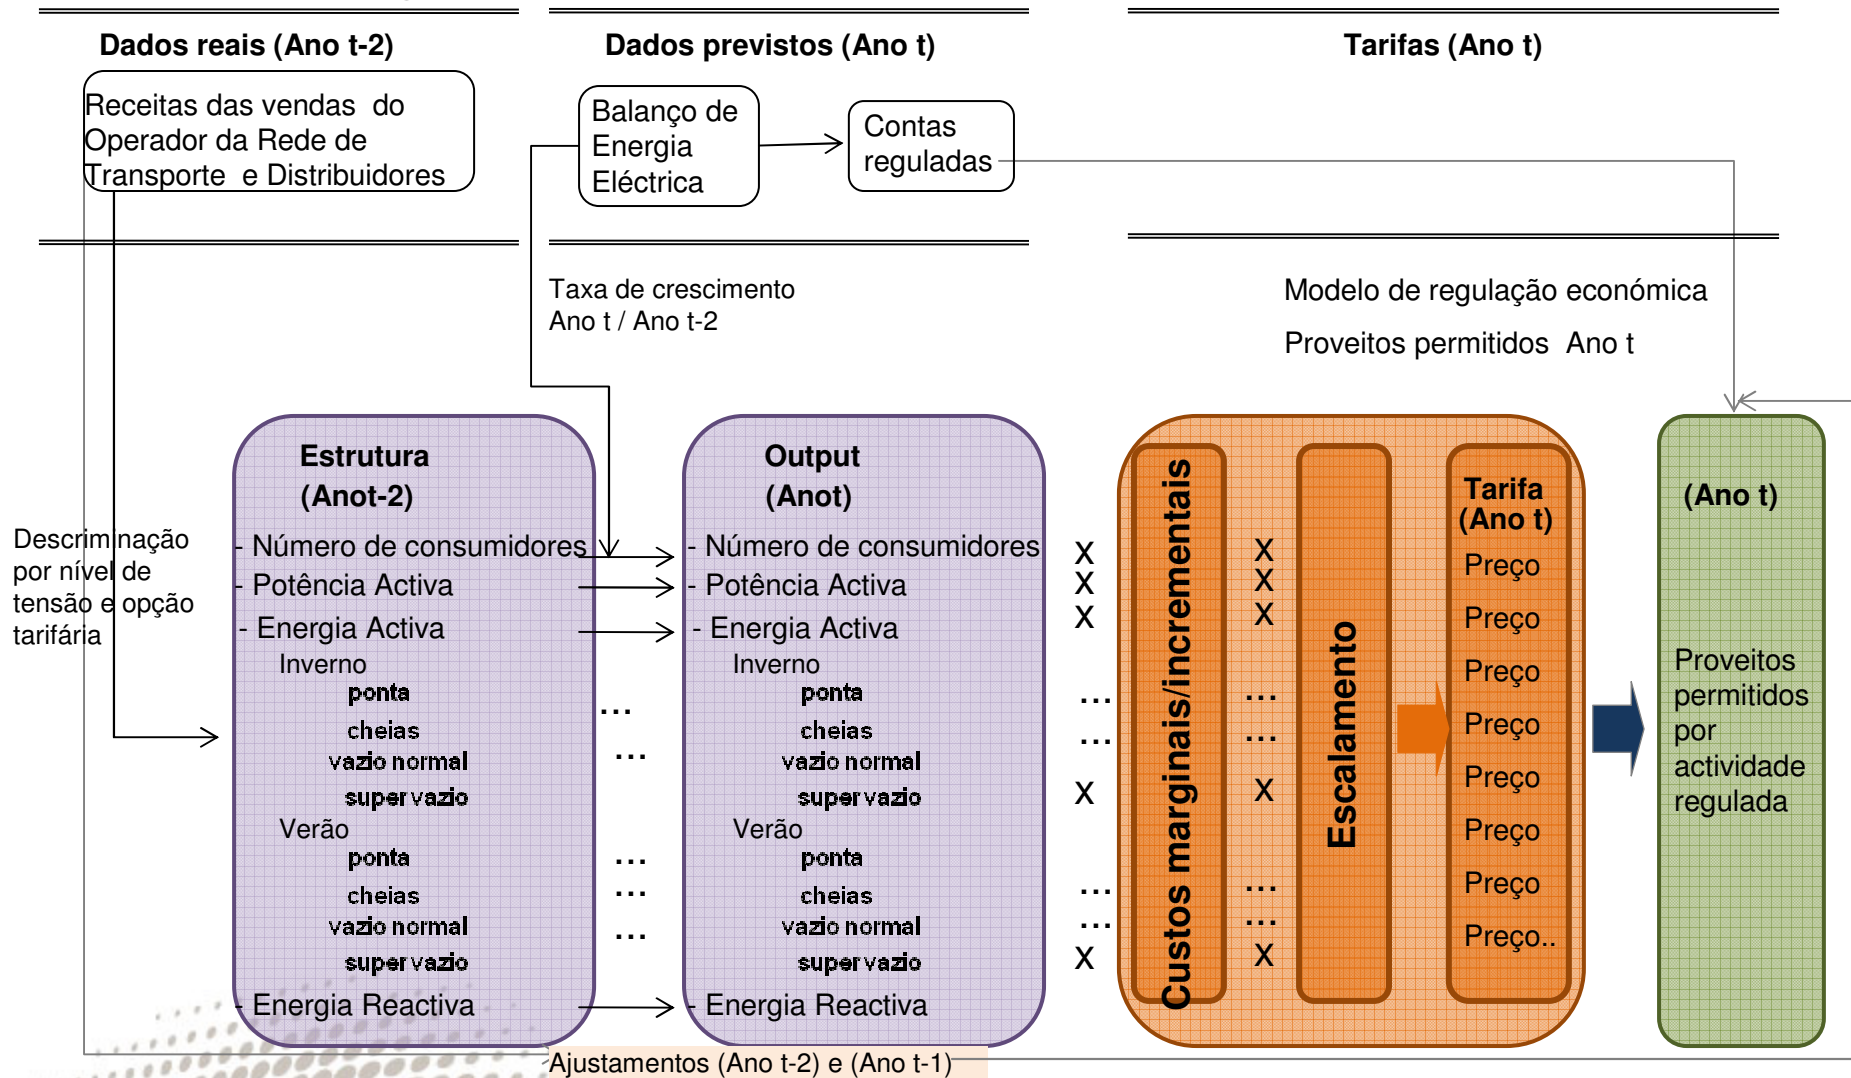 Dados reais (Ano t-2)
Receitas das vendas do
Operador da Rede de
Transporte e Distribuidores
Dados previstos (Ano t)
Balanço de
Energia
Eléctrica
Contas
reguladas
Tarifas (Ano t)
Taxa de crescimento
Ano t / Ano t-2
Modelo de regulação económica
Proveitos permitidos Ano t
Descriminação
por nível de
tensão e opção
tarifária
Estrutura
(Anot-2)
- Número de consumidores
- Potência Activa
- Energia Activa
Inverno
ponta
cheias
vazio normal
super vazio
Verão
ponta
cheias
vazio normal
super vazio
- Energia Reactiva
...
...
...
...
...
Output
(Anot)
- Número de consumidores
- Potência Activa
- Energia Activa
Inverno
ponta
cheias
vazio normal
super vazio
Verão
ponta
cheias
vazio normal
super vazio
- Energia Reactiva
X
X
X
...
...
X
...
...
X
Custos marginais/incrementais
X
X
X
...
...
X
...
...
X
Escalamento
Tarifa
(Ano t)
Preço
Preço
Preço
Preço
Preço
Preço
Preço
Preço..
(Ano t)
Proveitos
permitidos
por
actividade
regulada
Ajustamentos (Ano t-2) e (Ano t-1)